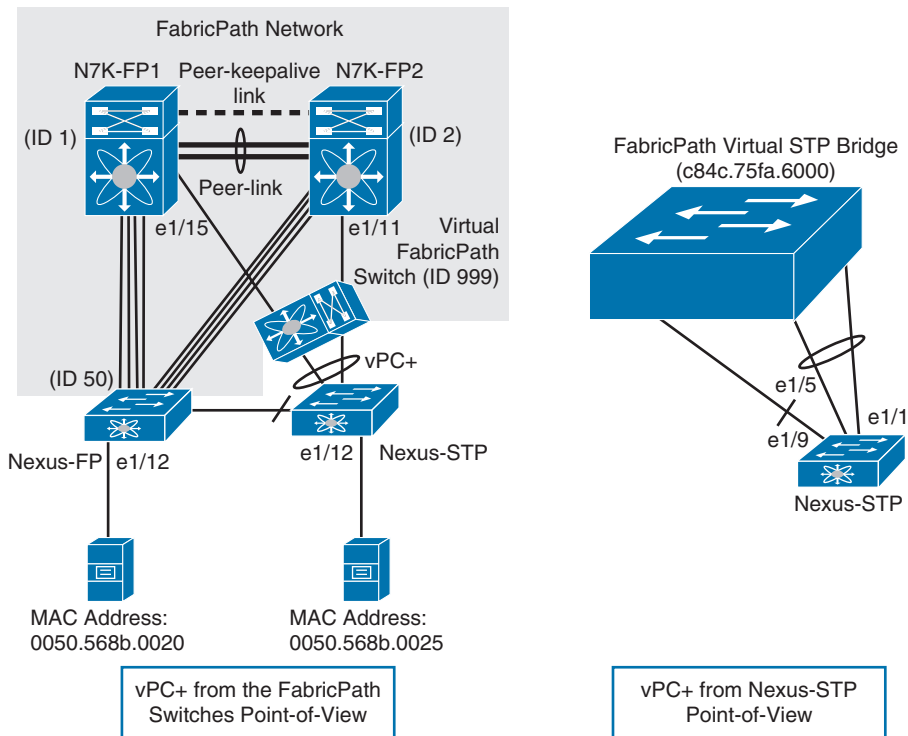 FabricPath Network
N7K-FP1
Peer-keepalive
link
N7K-FP2
(ID 1)
(ID 2)
Peer-link
e1/15
e1/11
Virtual
FabricPath
Switch (ID 999)
vPC+
(ID 50)
Nexus-FP
e1/12
e1/12
Nexus-STP
MAC Address:
0050.568b.0020
MAC Address:
0050.568b.0025
vPC+ from the FabricPath
Switches Point-of-View
FabricPath Virtual STP Bridge
(c84c.75fa.6000)
e1/5
e1/1
e1/9
Nexus-STP
vPC+ from Nexus-STP
Point-of-View